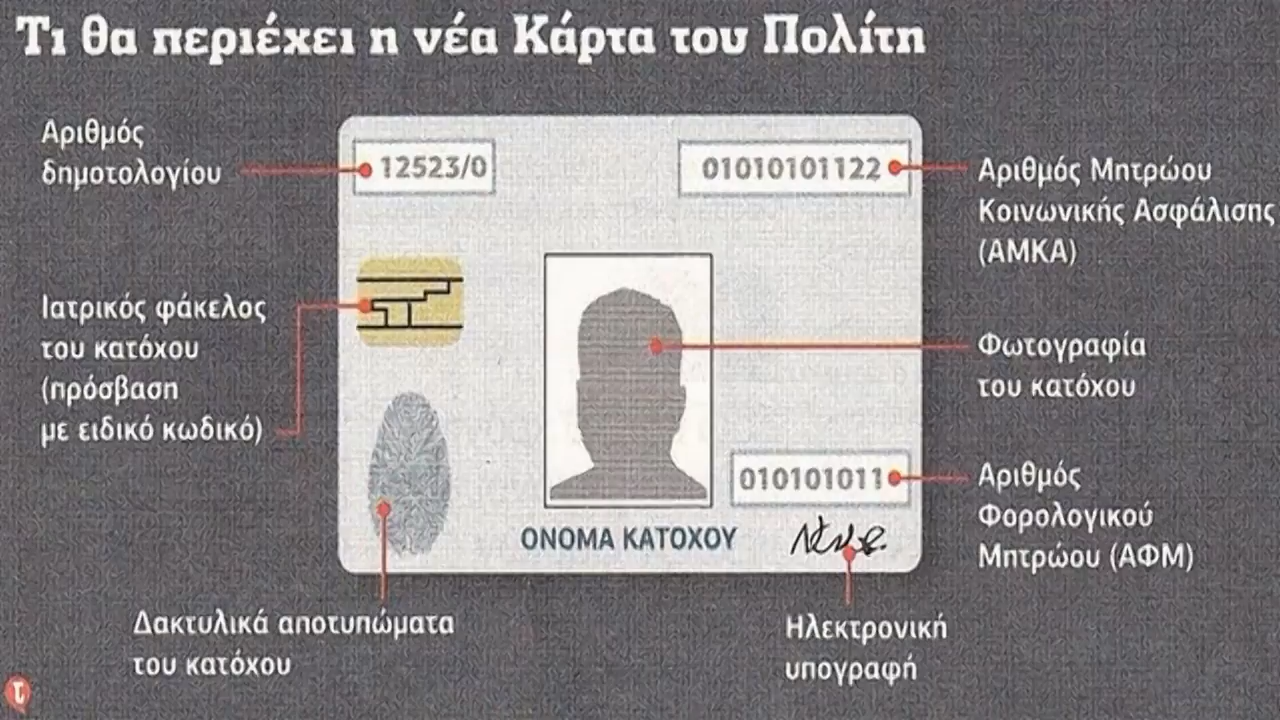 Τι θα περιέχει η νέα Κάρτα του Πολίτη
Αριθμός
δημοτολογίου
12523/0
01010101122
Αριθμός Μητρώου
Κοινωνικής Ασφάλισης
(ΑΜΚΑ)
Ιατρικός φάκελος
του κατόχου
(πρόσβαση
με ειδικό κωδικό)
Φωτογραφία
του κατόχου
010101011
Αριθμός
Φορολογικού
Μητρώου (ΑΦΜ)
ΟΝΟΜΑ ΚΑΤΟΧΟΥ
Δακτυλικά αποτυπώματα
του κατόχου
Ηλεκτρονική
υπογραφή